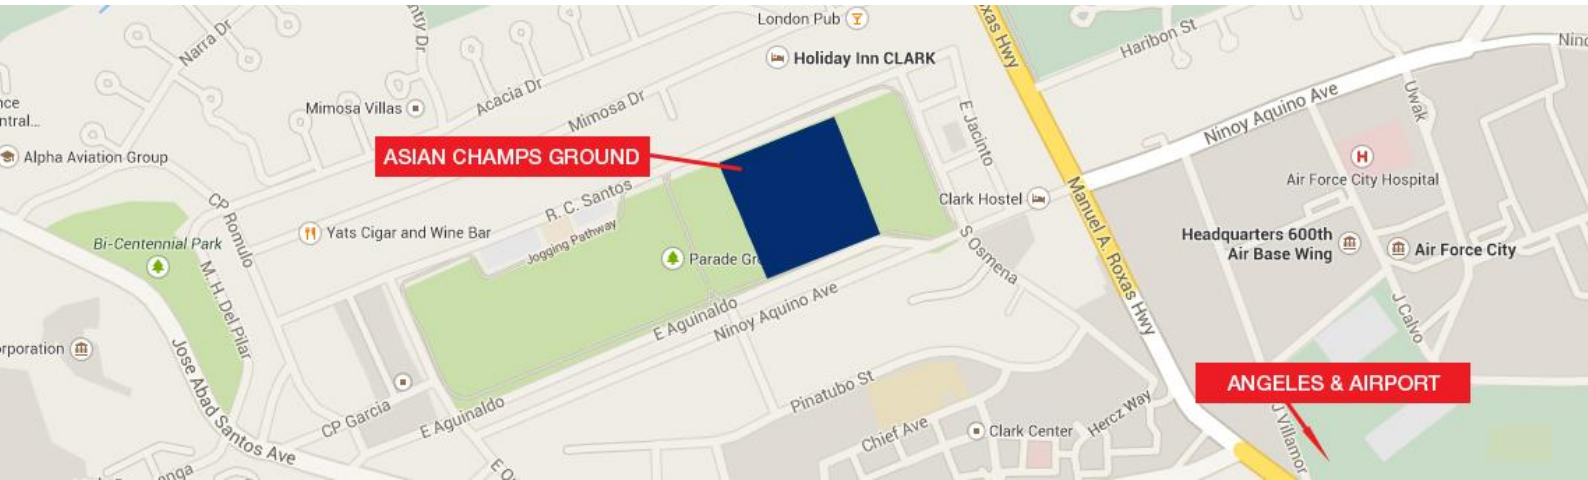 London Pub
Narra Dr
Haribon St
Holiday Inn CLARK
Acacia Dr
Mimosa Villas
Mimosa Dr
E Jacinto
Uwak
Ninoy Aquino Ave
Alpha Aviation Group
ASIAN CHAMPS GROUND
Air Force City Hospital
CP Romulo
R. C. Santos
Clark Hostel
Manuel A. Roxas Hwy
Yats Cigar and Wine Bar
Jogging Pathway
Bi-Centennial Park
Parade
S Osmena
Headquarters 600th
Air Base Wing
Air Force City
M. H. Del Pilar
E Aguinaldo
Ninoy Aquino Ave
J Calvo
Jose Abad Santos Ave
Pinatubo St
ANGELES & AIRPORT
CP Garcia
E Aguinaldo
Chief Ave
Clark Center
Hercz Way
J Villamor